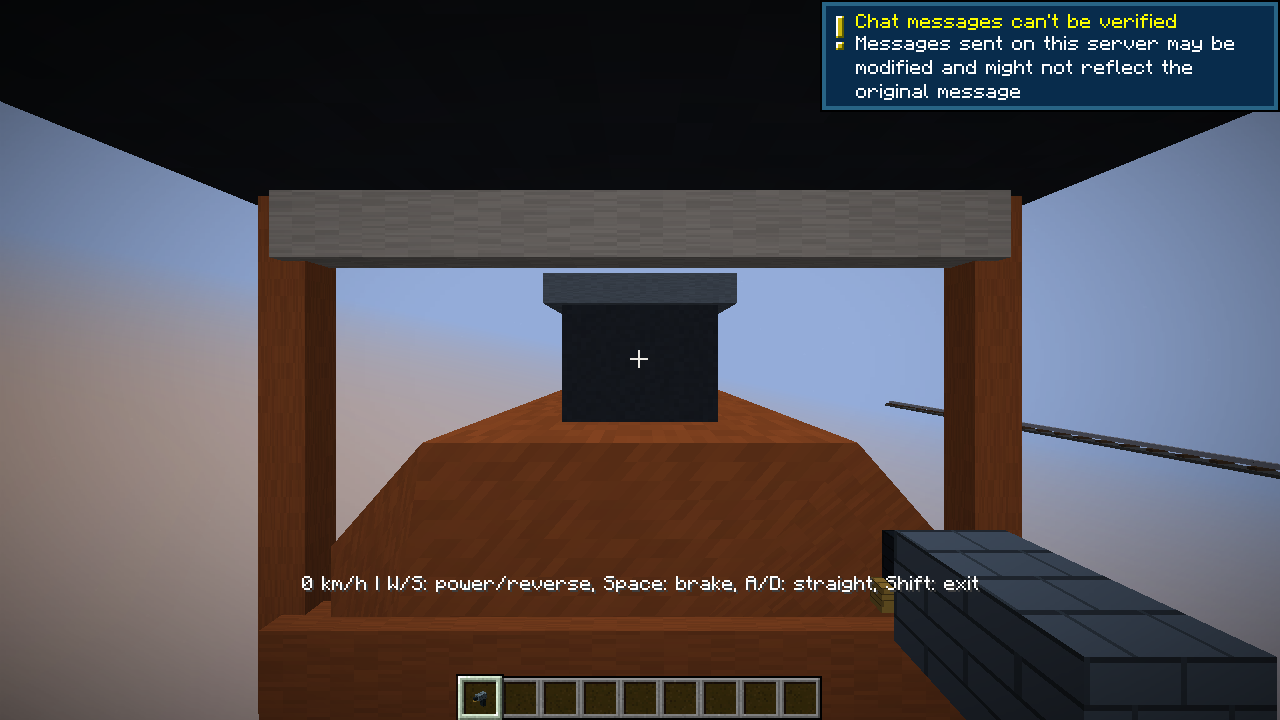 Chat messages can't be verified
Messages sent on this server may be
modified and might not reflect the
original message
0 km/h | W/S: power/reverse, Space: brake, A/D: straight, Shift: exit